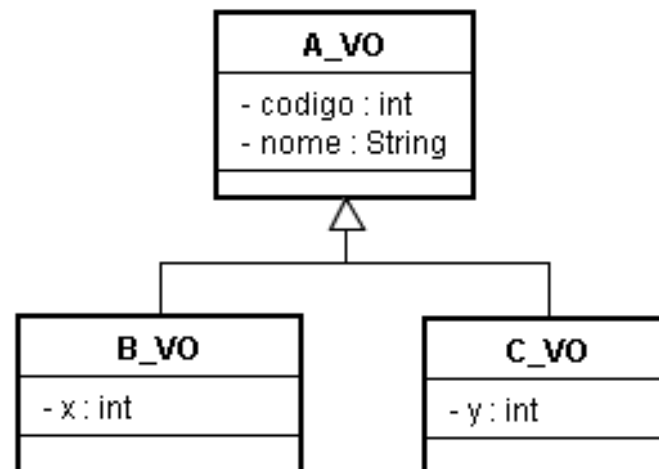 A_VO
- codigo : int
- nome : String
B_VO
- x : int
C_VO
- y : int